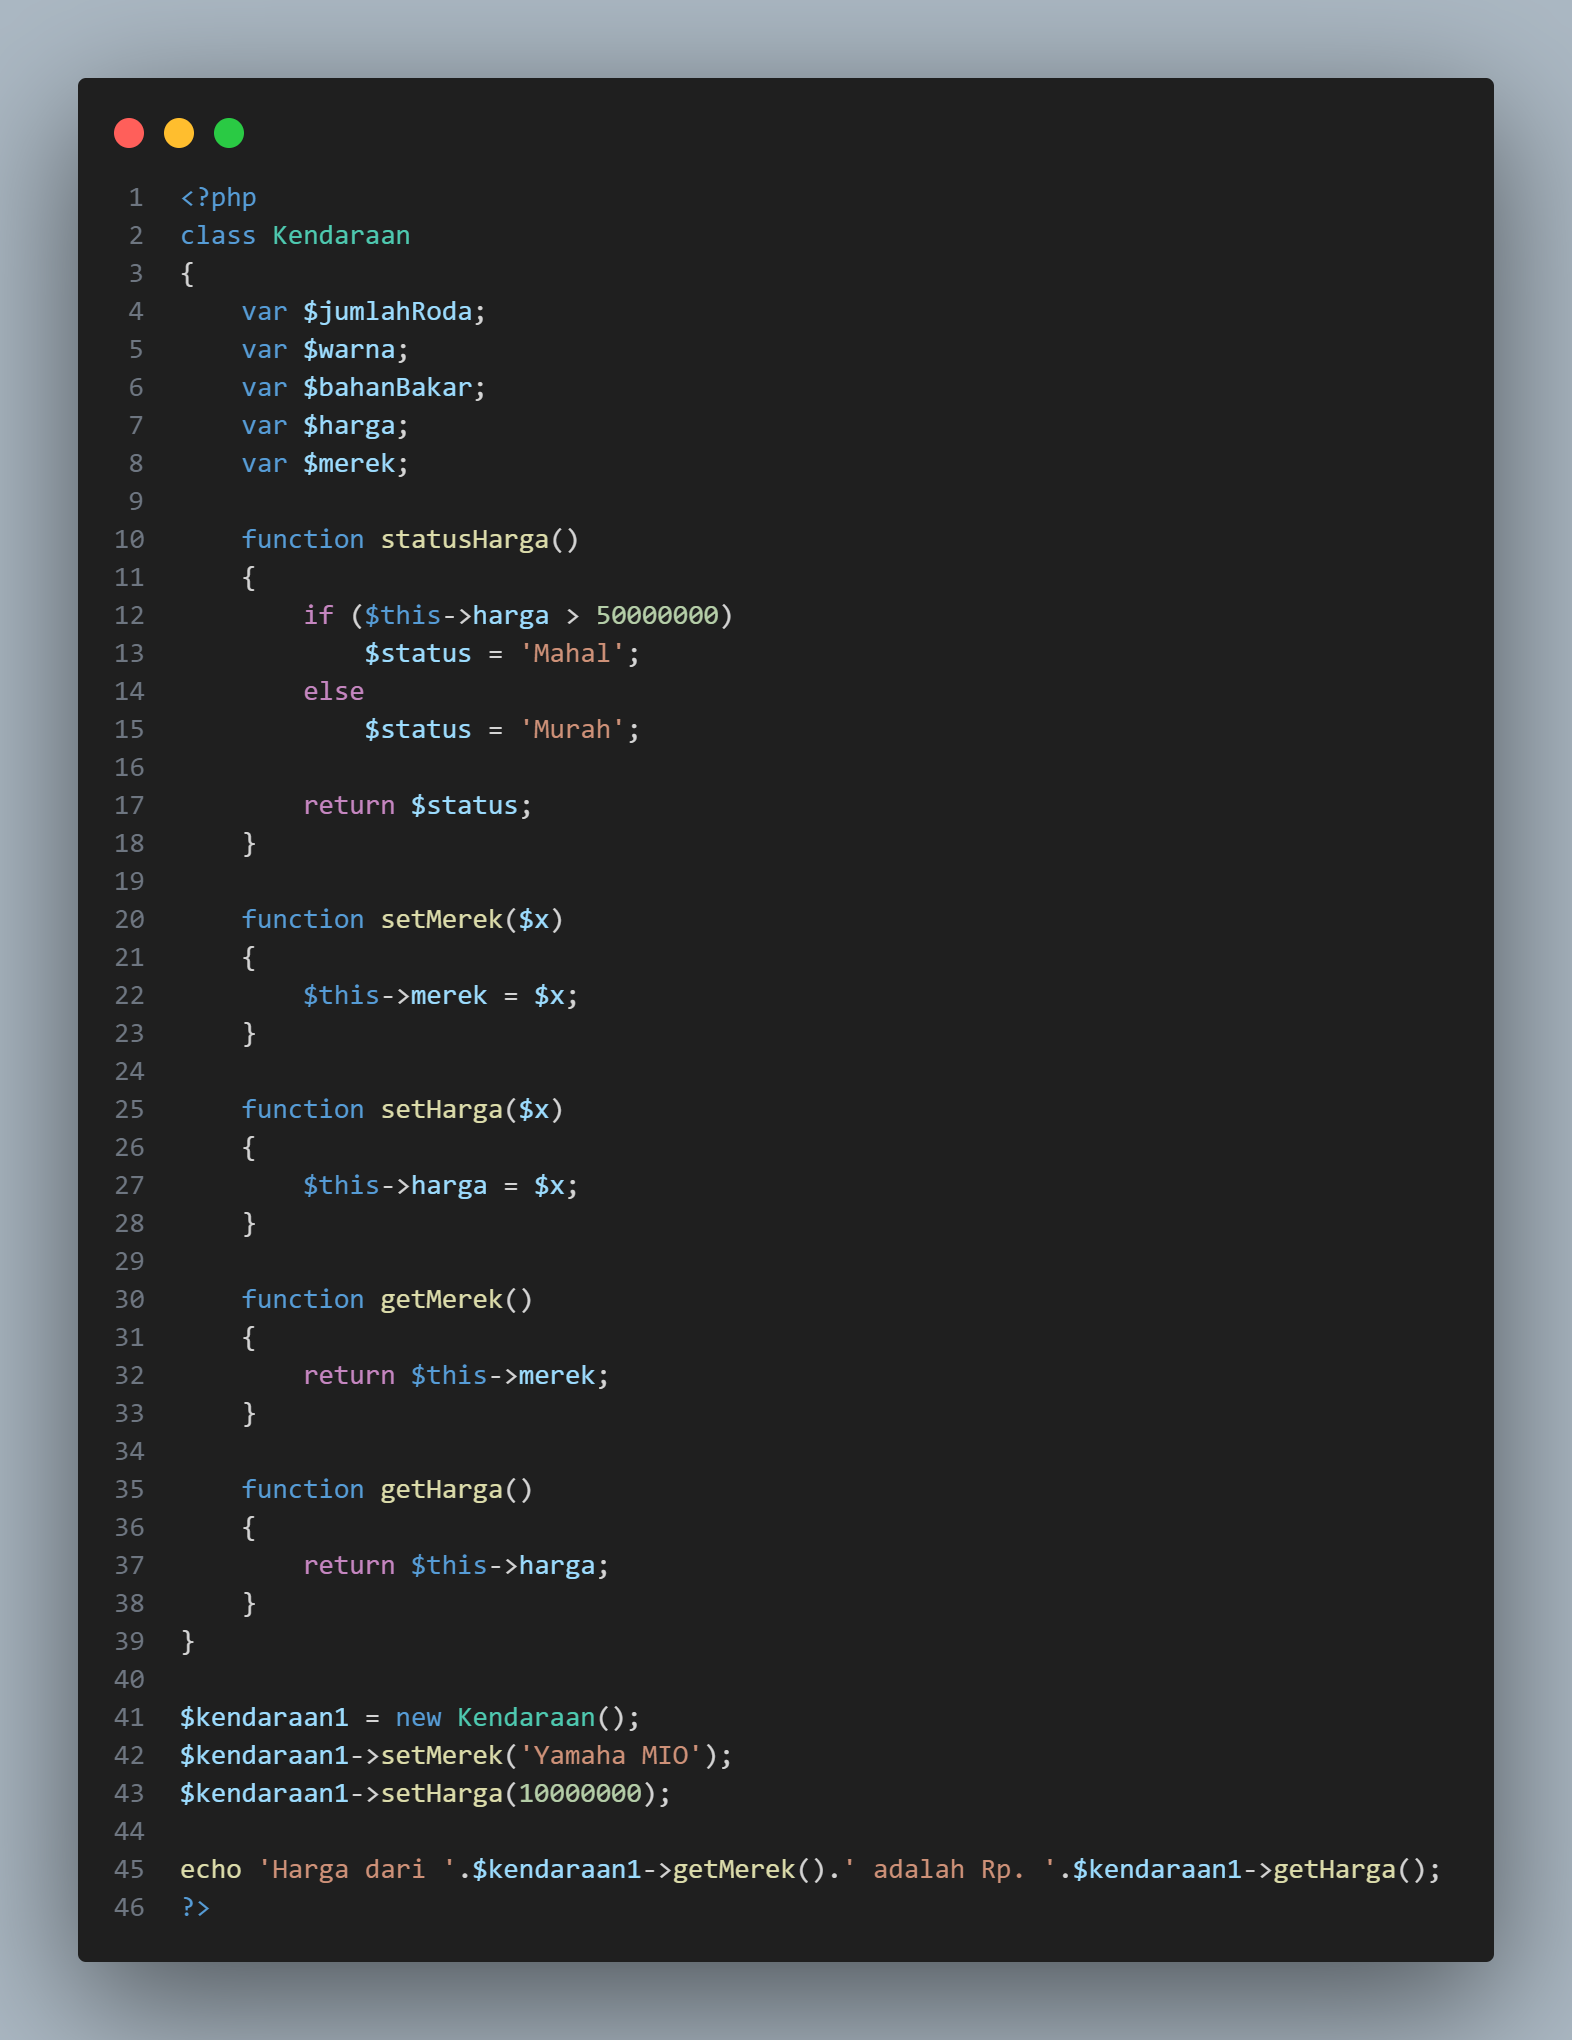 1 <?php
2 class Kendaraan
3 {
4     var $jumlahRoda;
5     var $warna;
6     var $bahanBakar;
7     var $harga;
8     var $merek;
9
10     function statusHarga()
11     {
12         if ($this->harga > 50000000)
13             $status = 'Mahal';
14         else
15             $status = 'Murah';
16
17         return $status;
18     }
19
20     function setMerek($x)
21     {
22         $this->merek = $x;
23     }
24
25     function setHarga($x)
26     {
27         $this->harga = $x;
28     }
29
30     function getMerek()
31     {
32         return $this->merek;
33     }
34
35     function getHarga()
36     {
37         return $this->harga;
38     }
39 }
40
41 $kendaraan1 = new Kendaraan();
42 $kendaraan1->setMerek('Yamaha MIO');
43 $kendaraan1->setHarga(10000000);
44
45 echo 'Harga dari '.$kendaraan1->getMerek().' adalah Rp. '.$kendaraan1->getHarga();
46 ?>